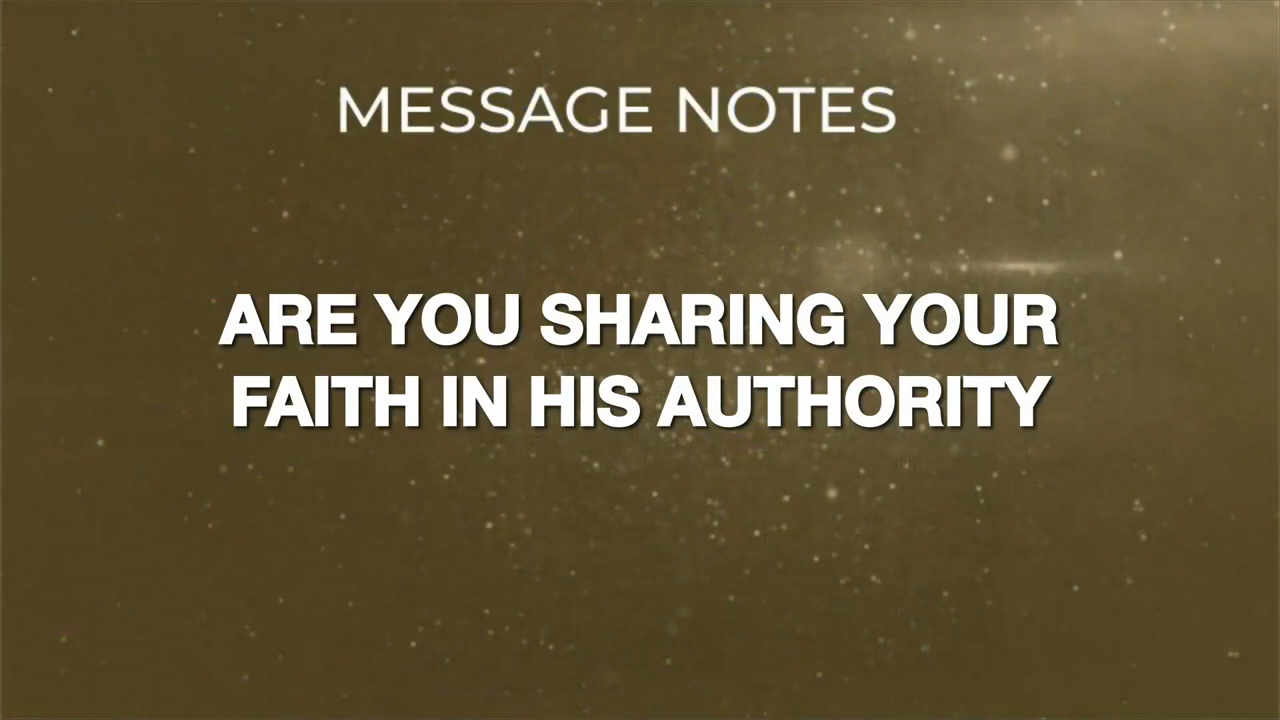 MESSAGE NOTES
ARE YOU SHARING YOUR
FAITH IN HIS AUTHORITY